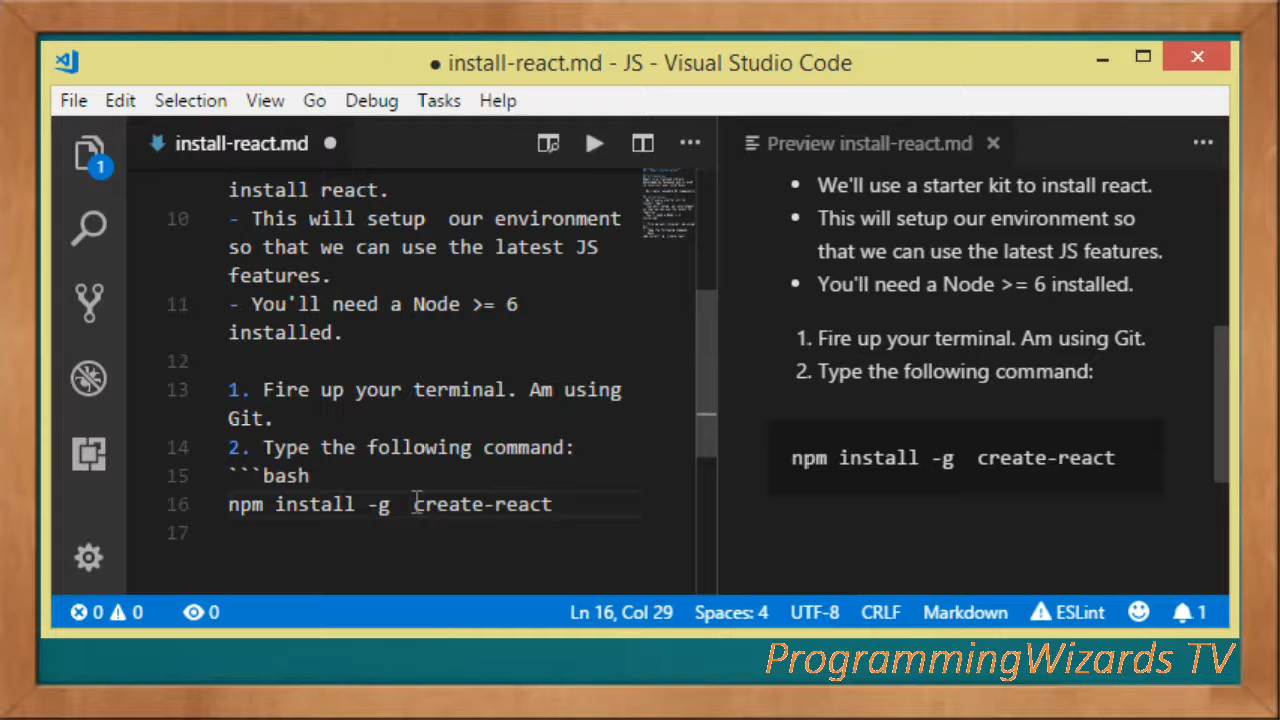 ● install-react.md - JS - Visual Studio Code
File Edit Selection View Go Debug Tasks Help
1
install-react.md ●
Preview install-react.md
install react.
10 - This will setup  our environment
so that we can use the latest JS
features.
11 - You'll need a Node >= 6
installed.
12
13 1. Fire up your terminal. Am using
Git.
14 2. Type the following command:
15 ```bash
16 npm install -g  create-react
17
• We'll use a starter kit to install react.
• This will setup our environment so
that we can use the latest JS features.
• You'll need a Node >= 6 installed.
1. Fire up your terminal. Am using Git.
2. Type the following command:
npm install -g  create-react
0 0 0 Ln 16, Col 29 Spaces: 4 UTF-8 CRLF Markdown ESLint 1
ProgrammingWizards TV